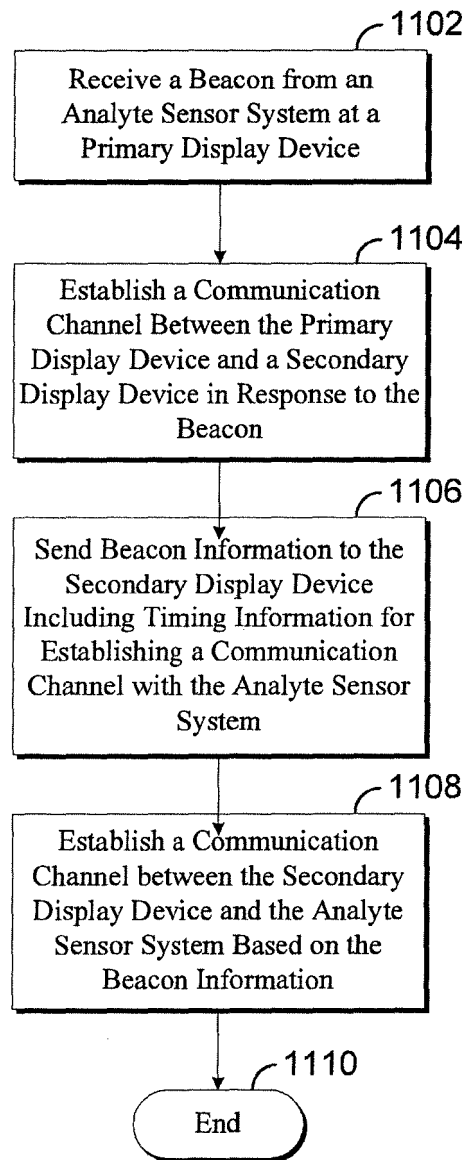 1102
Receive a Beacon from an
Analyte Sensor System at a
Primary Display Device
1104
Establish a Communication
Channel Between the Primary
Display Device and a Secondary
Display Device in Response to the
Beacon
1106
Send Beacon Information to the
Secondary Display Device
Including Timing Information for
Establishing a Communication
Channel with the Analyte Sensor
System
1108
Establish a Communication
Channel between the Secondary
Display Device and the Analyte
Sensor System Based on the
Beacon Information
1110
End